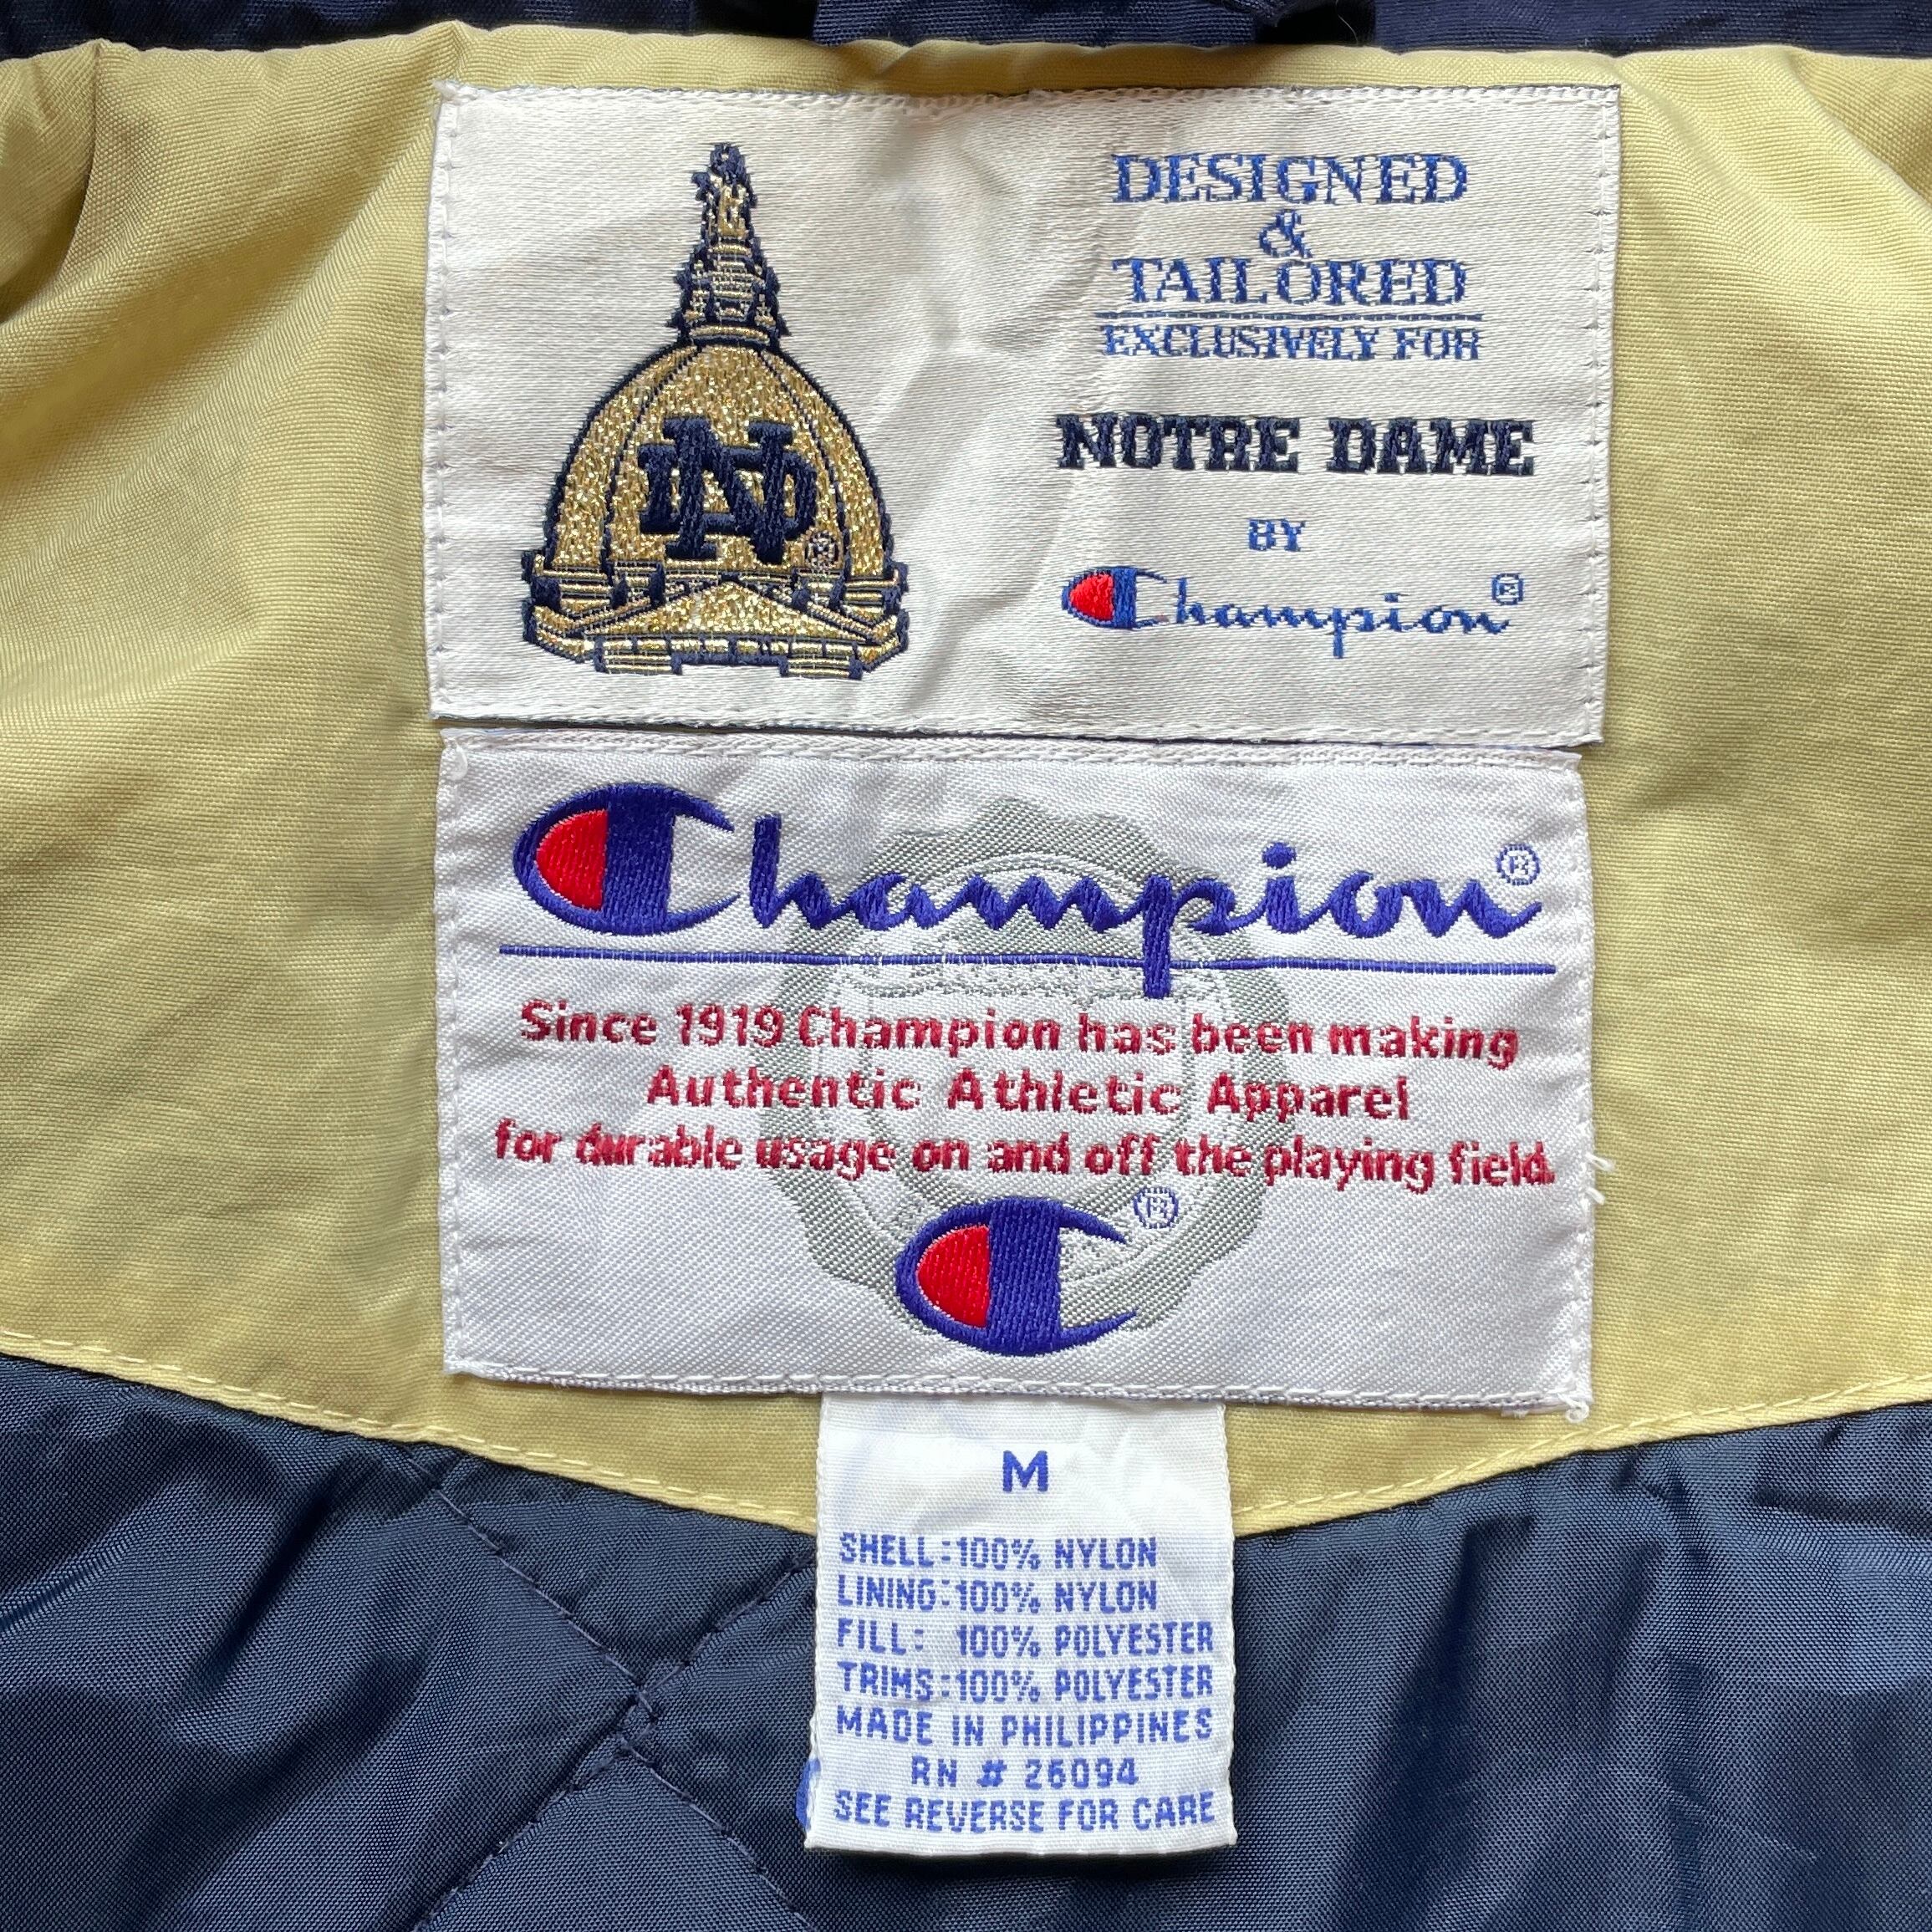 ND ®
DESIGNED
&
TAILORED
EXCLUSIVELY FOR
NOTRE DAME
BY
Champion®
Champion®
Since 1919 Champion has been making
Authentic Athletic Apparel
for durable usage on and off the playing field.
®
M
SHELL:100% NYLON
LINING:100% NYLON
FILL: 100% POLYESTER
TRIMS:100% POLYESTER
MADE IN PHILIPPINES
RN # 26094
SEE REVERSE FOR CARE